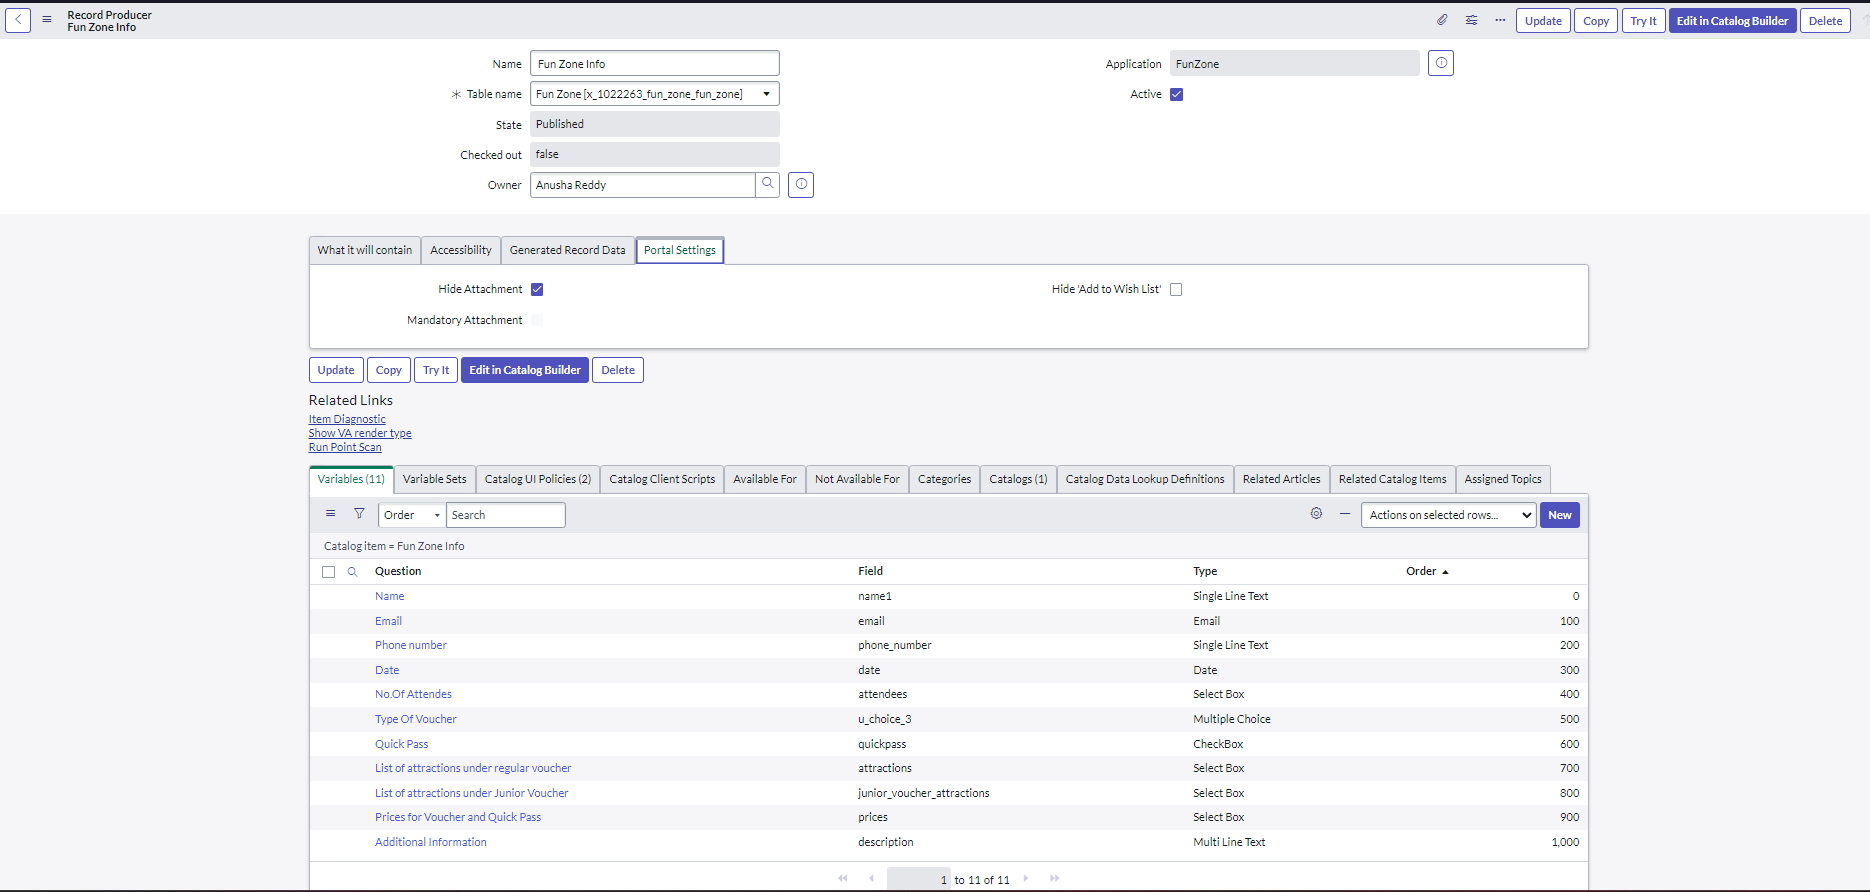 Record Producer
Fun Zone Info
Update Copy Try It Edit in Catalog Builder Delete
Name Fun Zone Info Application FunZone
Table name Fun Zone [x_1022263_fun_zone_fun_zone] Active
State Published
Checked out false
Owner Anusha Reddy
What it will contain Accessibility Generated Record Data Portal Settings
Hide Attachment Hide 'Add to Wish List'
Mandatory Attachment
Update Copy Try It Edit in Catalog Builder Delete
Related Links
Item Diagnostic
Show VA render type
Run Point Scan
Variables (11) Variable Sets Catalog UI Policies (2) Catalog Client Scripts Available For Not Available For Categories Catalogs (1) Catalog Data Lookup Definitions Related Articles Related Catalog Items Assigned Topics
Order Search Actions on selected rows... New
Catalog item = Fun Zone Info
Question Field Type Order
Name name1 Single Line Text 0
Email email Email 100
Phone number phone_number Single Line Text 200
Date date Date 300
No.Of Attendes attendees Select Box 400
Type Of Voucher u_choice_3 Multiple Choice 500
Quick Pass quickpass CheckBox 600
List of attractions under regular voucher attractions Select Box 700
List of attractions under Junior Voucher junior_voucher_attractions Select Box 800
Prices for Voucher and Quick Pass prices Select Box 900
Additional Information description Multi Line Text 1,000
1 to 11 of 11